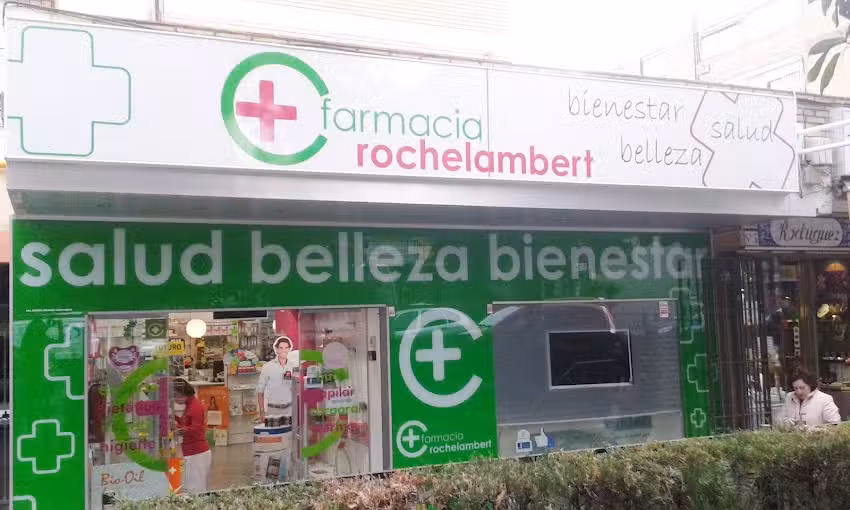 farmacia
rochelambert
bienestar
belleza
salud
Rodríguez
salud belleza bienestar
farmacia
rochelambert
Bio-Oil